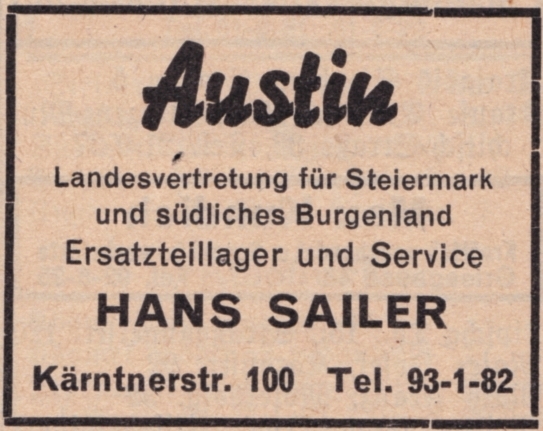 Austin
Landesvertretung für Steiermark
und südliches Burgenland
Ersatzteillager und Service
HANS SAILER
Kärntnerstr. 100 Tel. 93-1-82